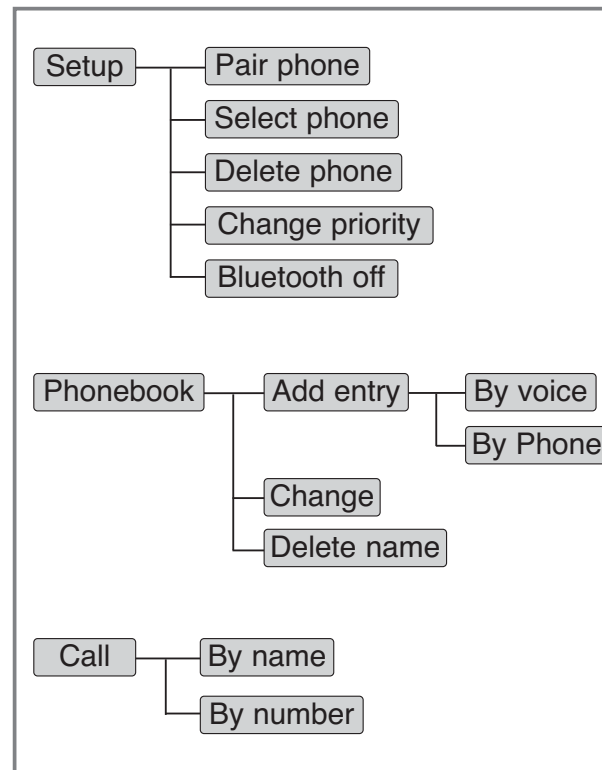 Setup
Pair phone
Select phone
Delete phone
Change priority
Bluetooth off
Phonebook
Add entry
By voice
By Phone
Change
Delete name
Call
By name
By number